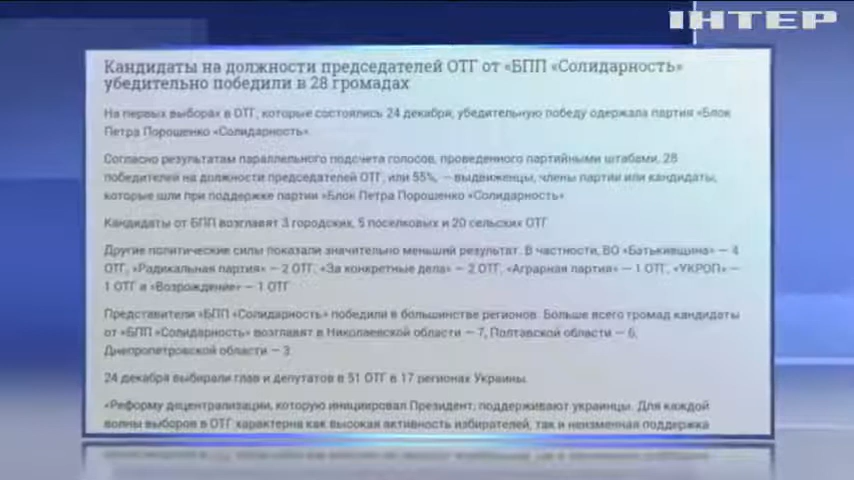 ІНТЕР
Кандидаты на должности председателей ОТГ от «БПП «Солидарность»
убедительно победили в 28 громадах
На первых выборах в ОТГ, которые состоялись 24 декабря, убедительную победу одержала партия «Блок
Петра Порошенко «Солидарность».
Согласно результатам параллельного подсчета голосов, проведенного партийными штабами, 28
победителей на должности председателей ОТГ, или 55%, – выдвиженцы, члены партии или кандидаты,
которые шли при поддержке партии «Блок Петра Порошенко «Солидарность».
Кандидаты от БПП возглавят 3 городских, 5 поселковых и 20 сельских ОТГ.
Другие политические силы показали значительно меньший результат. В частности, ВО «Батькивщина» – 4
ОТГ, «Радикальная партия» – 2 ОТГ, «За конкретные дела» – 2 ОТГ, «Аграрная партия» – 1 ОТГ, «УКРОП» –
1 ОТГ и «Возрождение» – 1 ОТГ.
Представители «БПП «Солидарность» победили в большинстве регионов. Больше всего громад кандидаты
от «БПП «Солидарность» возглавят в Николаевской области – 7, Полтавской области – 6,
Днепропетровской области – 3.
24 декабря выбирали глав и депутатов в 51 ОТГ в 17 регионах Украины.
«Реформу децентрализации, которую инициировал Президент, поддерживают украинцы. Для каждой
волны выборов в ОТГ характерна как высокая активность избирателей, так и неизменная поддержка